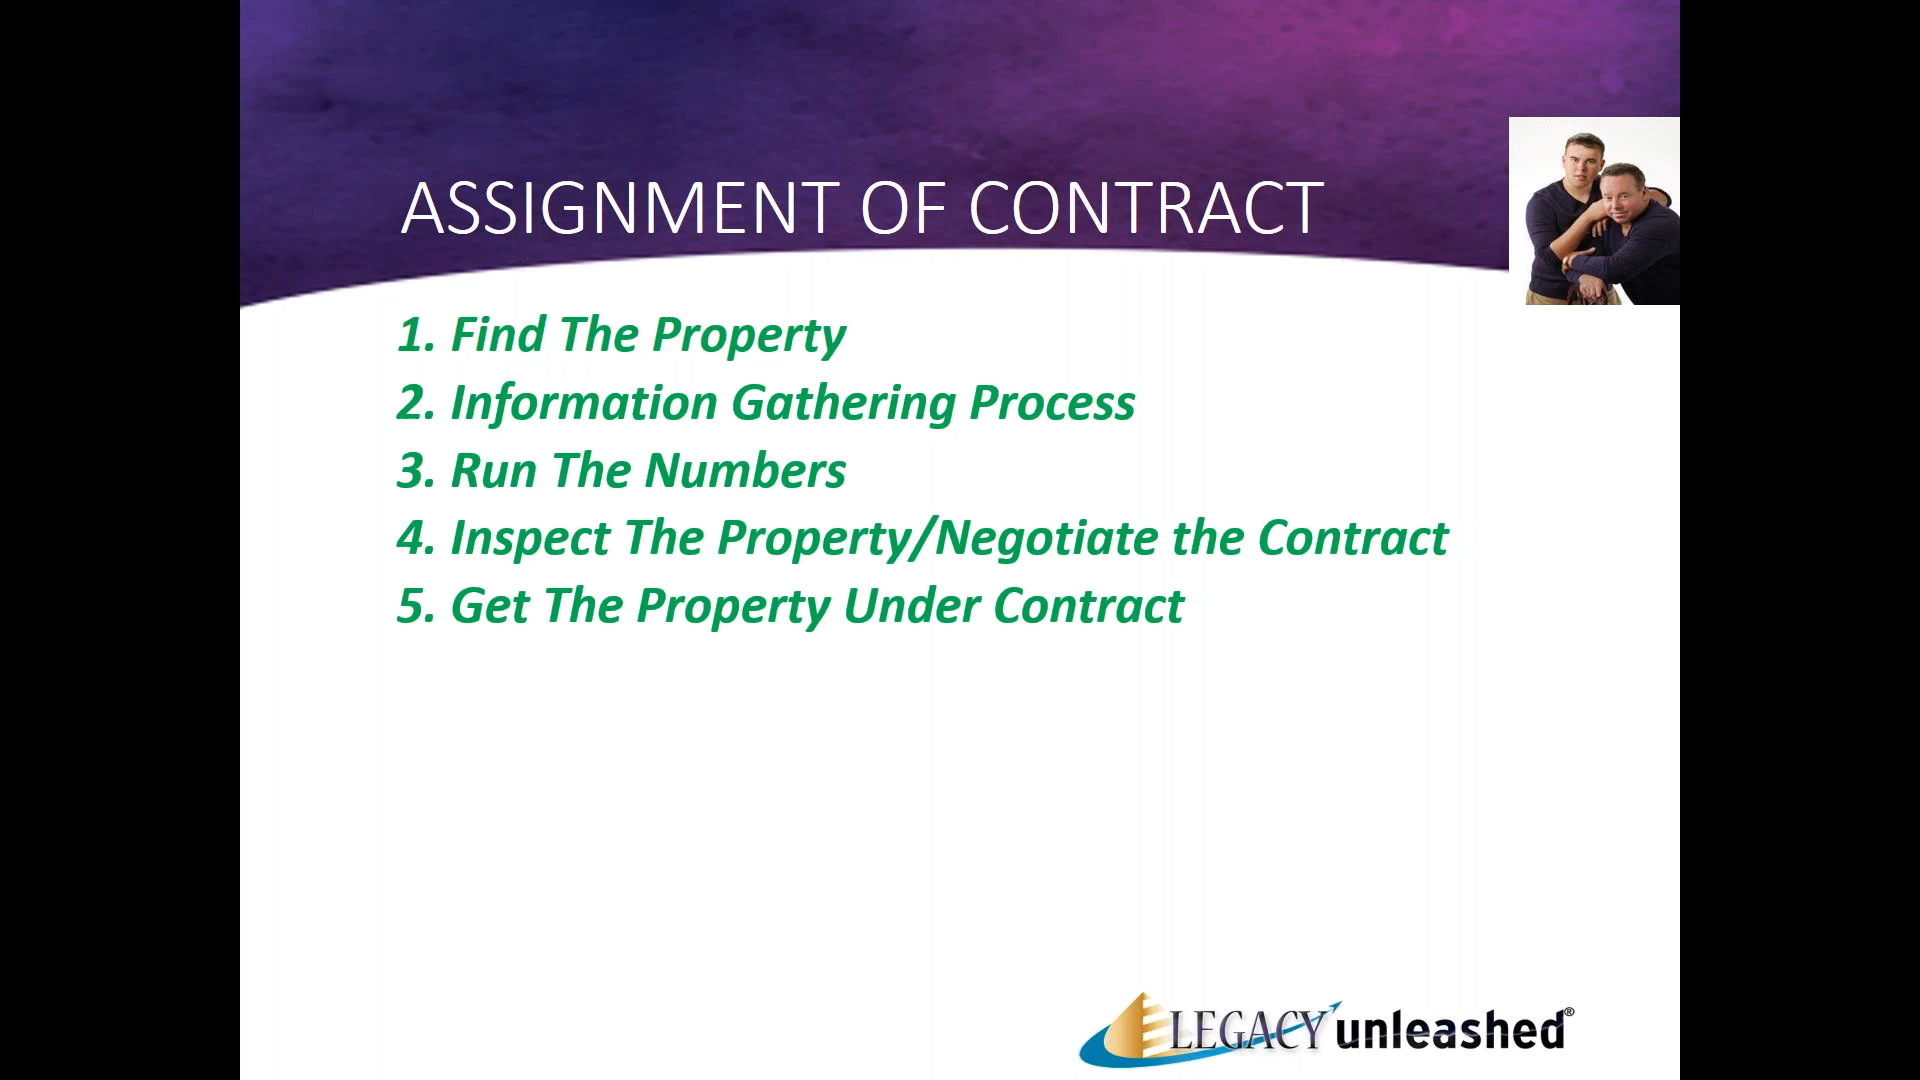 ASSIGNMENT OF CONTRACT
1. Find The Property
2. Information Gathering Process
3. Run The Numbers
4. Inspect The Property/Negotiate the Contract
5. Get The Property Under Contract
LEGACY unleashed®